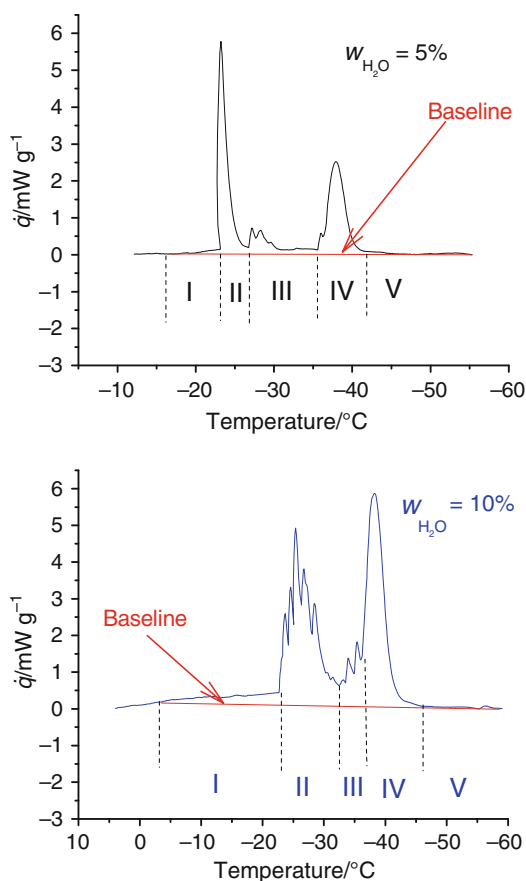 6
w_H₂O = 5%
5
Baseline
4
3
2
1
0
−1
−2
−3
q̇/mW g⁻¹
I II III IV V
−10 −20 −30 −40 −50 −60
Temperature/°C
6
w_H₂O = 10%
5
4
Baseline
3
2
1
0
−1
−2
−3
q̇/mW g⁻¹
I II III IV V
10 0 −10 −20 −30 −40 −50 −60
Temperature/°C